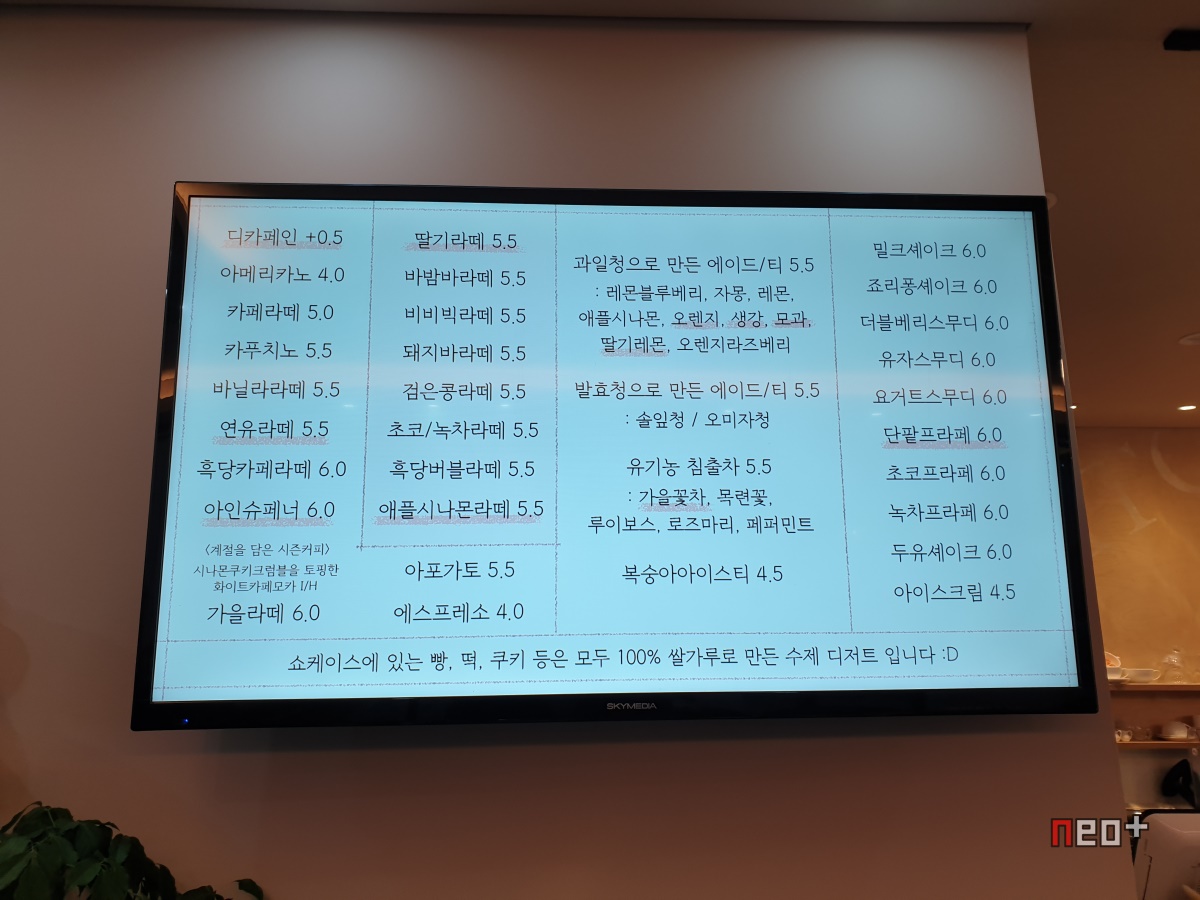 디카페인 +0.5
아메리카노 4.0
카페라떼 5.0
카푸치노 5.5
바닐라라떼 5.5
연유라떼 5.5
흑당카페라떼 6.0
아인슈페너 6.0
<계절을 담은 시즌커피>
시나몬쿠키크럼블을 토핑한
화이트카페모카 I/H
가을라떼 6.0
딸기라떼 5.5
바밤바라떼 5.5
비비빅라떼 5.5
돼지바라떼 5.5
검은콩라떼 5.5
초코/녹차라떼 5.5
흑당버블라떼 5.5
애플시나몬라떼 5.5
아포가토 5.5
에스프레소 4.0
과일청으로 만든 에이드/티 5.5
: 레몬블루베리, 자몽, 레몬,
애플시나몬, 오렌지, 생강, 모과,
딸기레몬, 오렌지라즈베리
발효청으로 만든 에이드/티 5.5
: 솔잎청 / 오미자청
유기농 침출차 5.5
: 가을꽃차, 목련꽃,
루이보스, 로즈마리, 페퍼민트
복숭아아이스티 4.5
밀크셰이크 6.0
죠리퐁셰이크 6.0
더블베리스무디 6.0
유자스무디 6.0
요거트스무디 6.0
단팥프라페 6.0
초코프라페 6.0
녹차프라페 6.0
두유셰이크 6.0
아이스크림 4.5
쇼케이스에 있는 빵, 떡, 쿠키 등은 모두 100% 쌀가루로 만든 수제 디저트 입니다 :D
SKYMEDIA
neo+